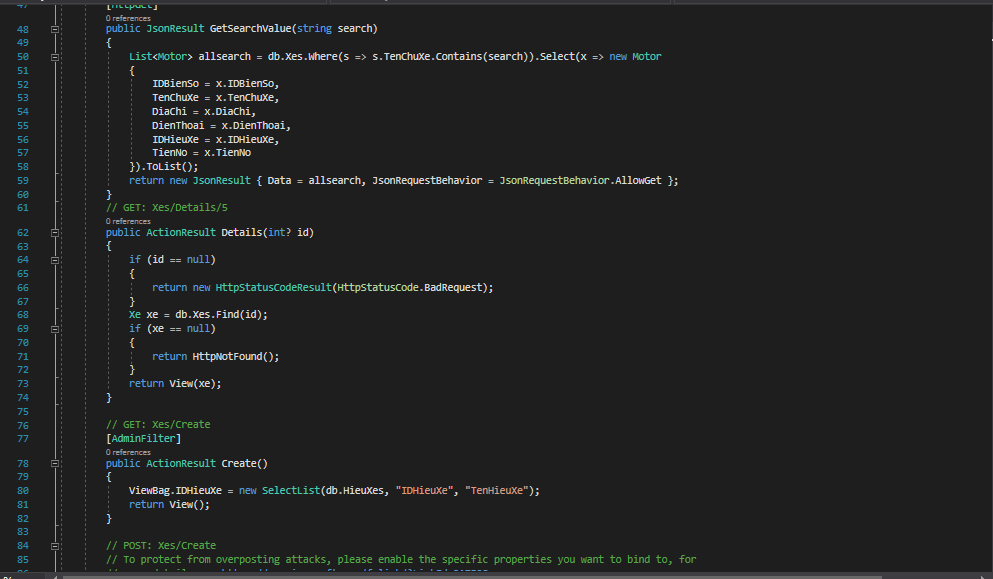 47 [HttpGet]
0 references
48 public JsonResult GetSearchValue(string search)
49 {
50 List<Motor> allsearch = db.Xes.Where(s => s.TenChuXe.Contains(search)).Select(x => new Motor
51 {
52 IDBienSo = x.IDBienSo,
53 TenChuXe = x.TenChuXe,
54 DiaChi = x.DiaChi,
55 DienThoai = x.DienThoai,
56 IDHieuXe = x.IDHieuXe,
57 TienNo = x.TienNo
58 }).ToList();
59 return new JsonResult { Data = allsearch, JsonRequestBehavior = JsonRequestBehavior.AllowGet };
60 }
61 // GET: Xes/Details/5
0 references
62 public ActionResult Details(int? id)
63 {
64 if (id == null)
65 {
66 return new HttpStatusCodeResult(HttpStatusCode.BadRequest);
67 }
68 Xe xe = db.Xes.Find(id);
69 if (xe == null)
70 {
71 return HttpNotFound();
72 }
73 return View(xe);
74 }
75
76 // GET: Xes/Create
77 [AdminFilter]
0 references
78 public ActionResult Create()
79 {
80 ViewBag.IDHieuXe = new SelectList(db.HieuXes, "IDHieuXe", "TenHieuXe");
81 return View();
82 }
83
84 // POST: Xes/Create
85 // To protect from overposting attacks, please enable the specific properties you want to bind to, for